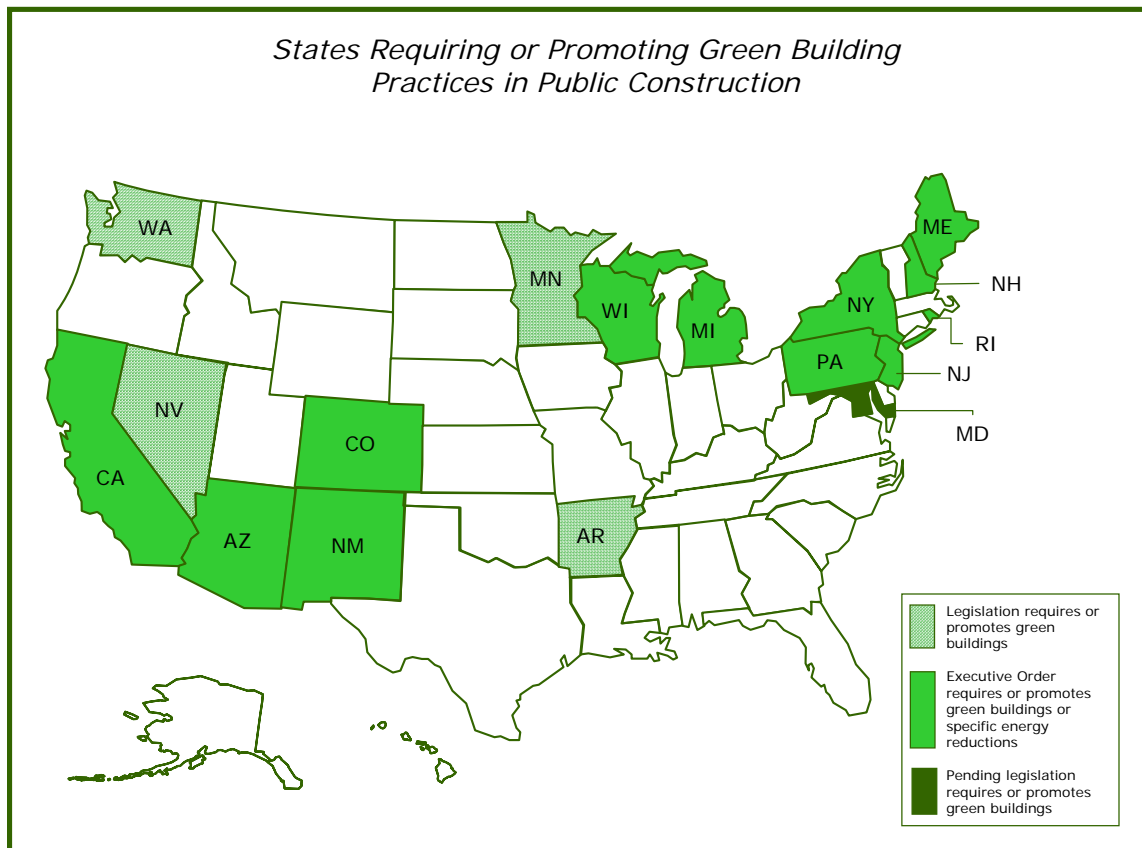 States Requiring or Promoting Green Building
Practices in Public Construction
WA
MN
ME
NH
WI
MI
NY
RI
PA
NJ
NV
MD
CO
CA
AZ
NM
AR
Legislation requires or
promotes green
buildings
Executive Order
requires or promotes
green buildings or
specific energy
reductions
Pending legislation
requires or promotes
green buildings